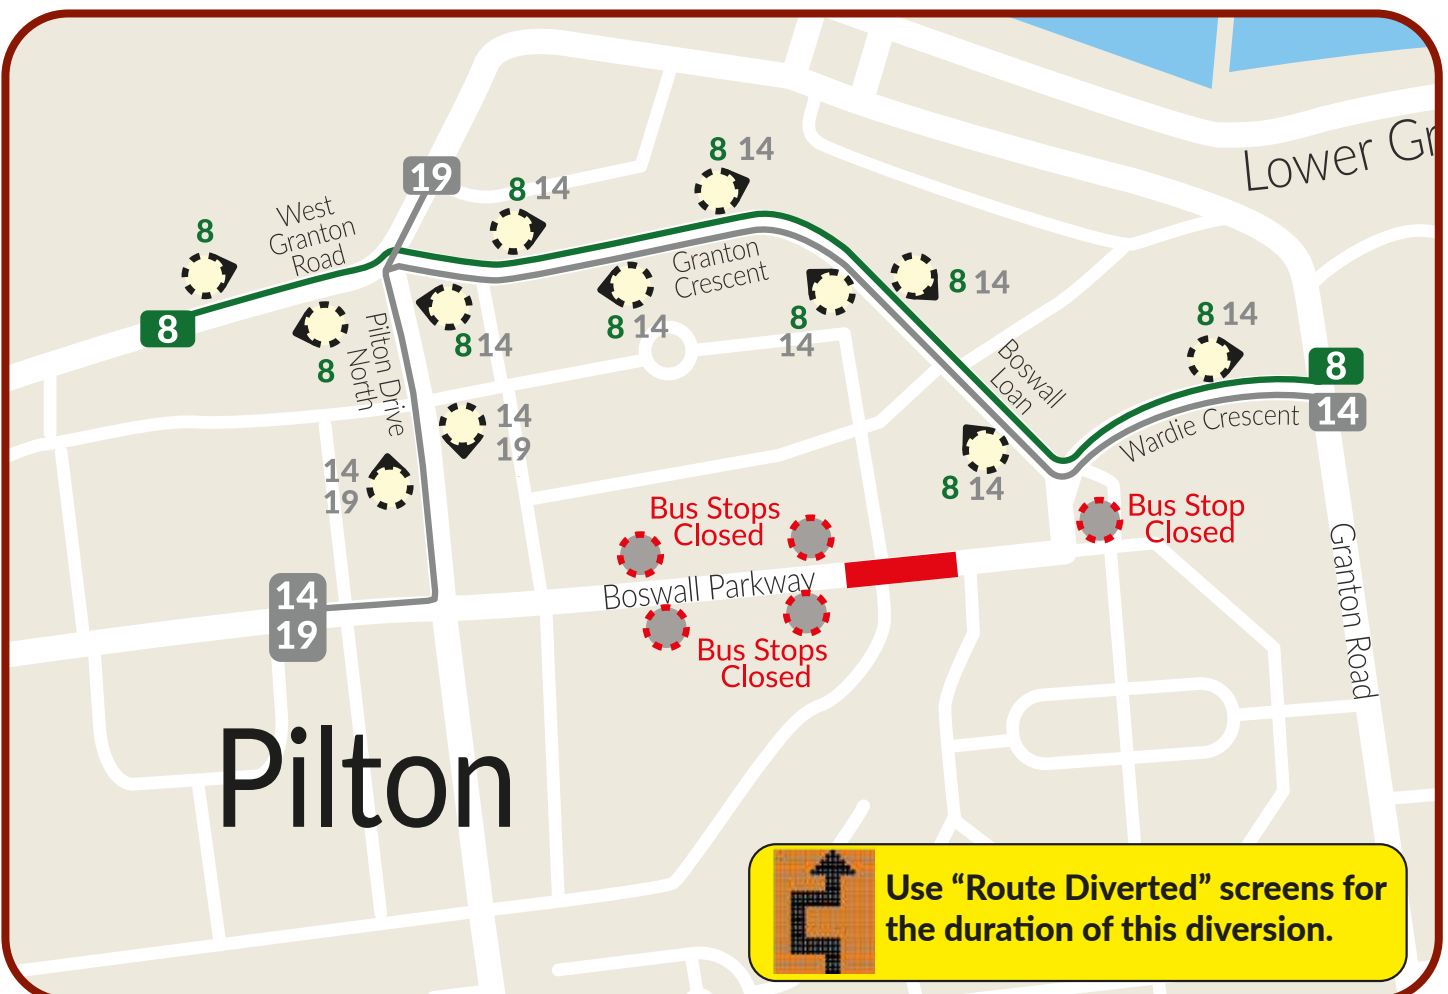 Lower Gr
19
8 14
8 14
West
Granton
Road
8
Granton
Crescent
8 14
8
8 14
8
14
8 14
8
8 14
8
14
Pilton Drive
North
Boswall
Loan
Wardie Crescent
14
19
14
19
8 14
Bus Stops
Closed
Bus Stop
Closed
Boswall Parkway
14
19
Granton Road
Bus Stops
Closed
Pilton
Use “Route Diverted” screens for
the duration of this diversion.